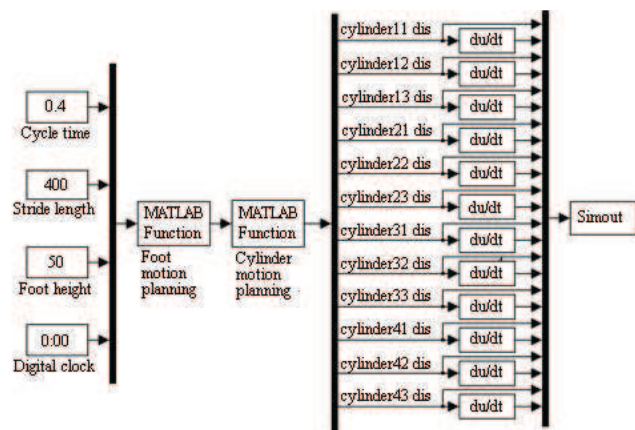 0.4
Cycle time
400
Stride length
50
Foot height
0:00
Digital clock
MATLAB
Function
Foot
motion
planning
MATLAB
Function
Cylinder
motion
planning
cylinder11 dis
du/dt
cylinder12 dis
du/dt
cylinder13 dis
du/dt
cylinder21 dis
du/dt
cylinder22 dis
du/dt
cylinder23 dis
du/dt
cylinder31 dis
du/dt
cylinder32 dis
du/dt
cylinder33 dis
du/dt
cylinder41 dis
du/dt
cylinder42 dis
du/dt
cylinder43 dis
du/dt
Simout